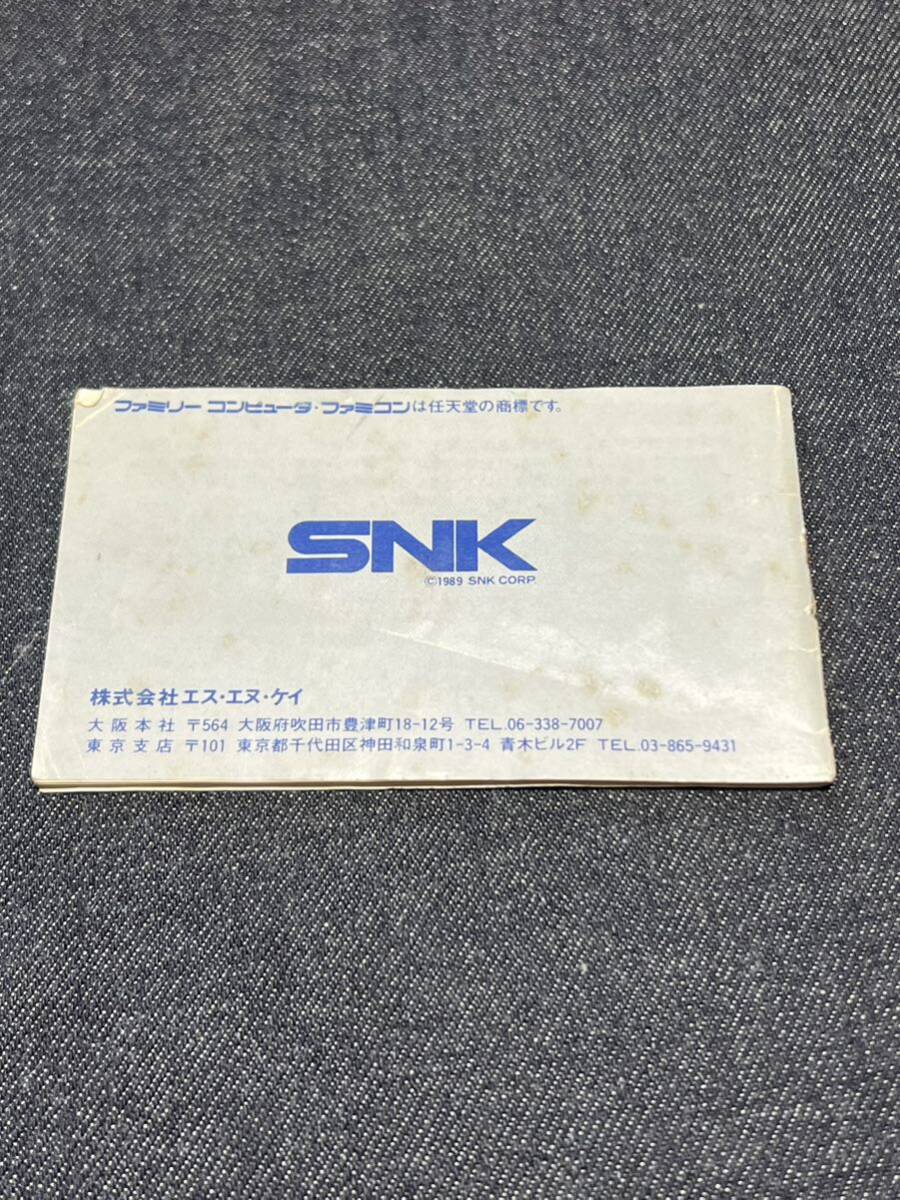 ファミリー コンピュータ・ファミコンは任天堂の商標です。
SNK
©1989 SNK CORP.
株式会社エス・エヌ・ケイ
大阪本社 〒564 大阪府吹田市豊津町18-12号 TEL.06-338-7007
東京支店 〒101 東京都千代田区神田和泉町1-3-4 青木ビル2F TEL.03-865-9431